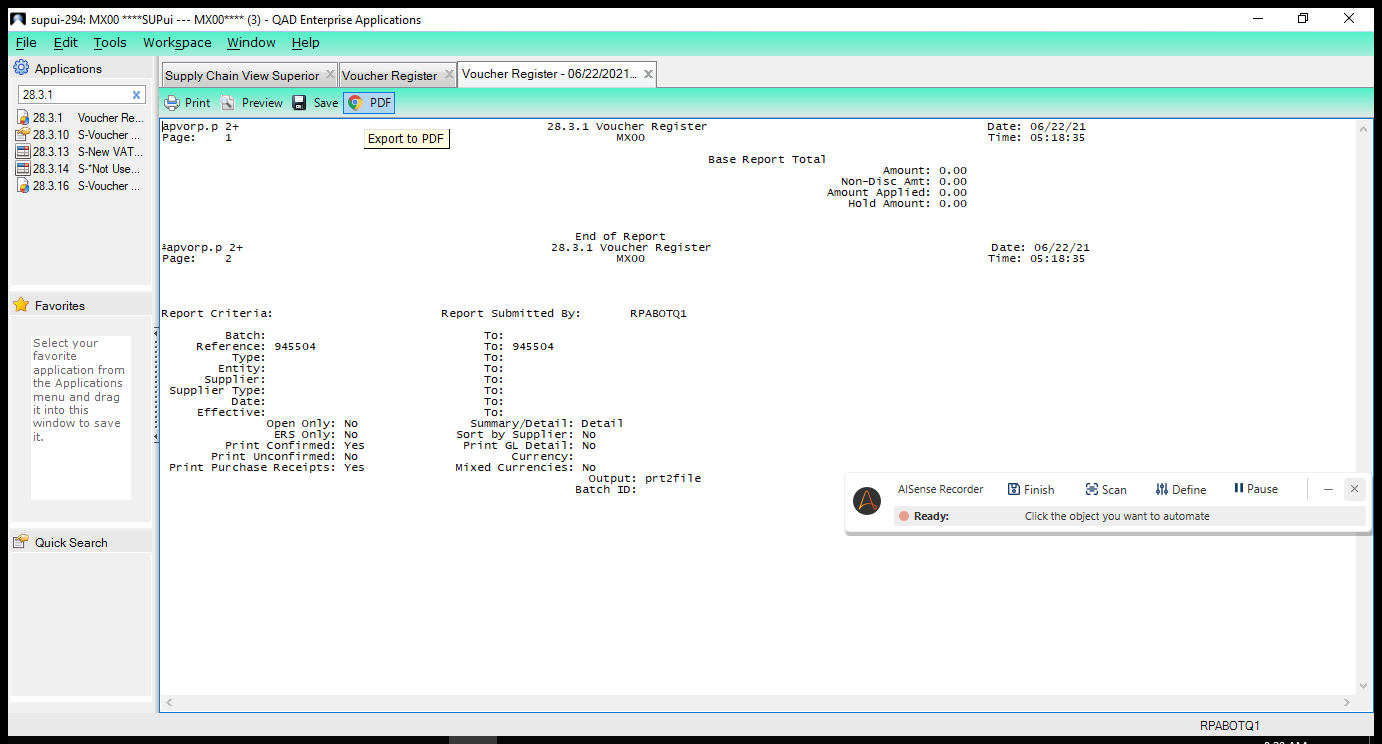 supui-294: MX00 ****SUPui --- MX00**** (3) - QAD Enterprise Applications
File Edit Tools Workspace Window Help
Applications
28.3.1
28.3.1 Voucher Re...
28.3.10 S-Voucher ...
28.3.13 S-New VAT...
28.3.14 S-*Not Use...
28.3.16 S-Voucher ...
Favorites
Select your
favorite
application from
the Applications
menu and drag
it into this
window to save
it.
Quick Search
Supply Chain View Superior
Voucher Register
Voucher Register - 06/22/2021...
Print Preview Save PDF
Export to PDF
apvorp.p 2+ 28.3.1 Voucher Register Date: 06/22/21
Page: 1 MX00 Time: 05:18:35
Base Report Total
Amount: 0.00
Non-Disc Amt: 0.00
Amount Applied: 0.00
Hold Amount: 0.00
End of Report
apvorp.p 2+ 28.3.1 Voucher Register Date: 06/22/21
Page: 2 MX00 Time: 05:18:35
Report Criteria: Report Submitted By: RPABOTQ1
Batch: To:
Reference: 945504 To: 945504
Type: To:
Entity: To:
Supplier: To:
Supplier Type: To:
Date: To:
Effective: To:
Open Only: No Summary/Detail: Detail
ERS Only: No Sort by Supplier: No
Print Confirmed: Yes Print GL Detail: No
Print Unconfirmed: No Currency:
Print Purchase Receipts: Yes Mixed Currencies: No
Output: prt2file
Batch ID:
AISense Recorder Finish Scan Define Pause
Ready: Click the object you want to automate
RPABOTQ1